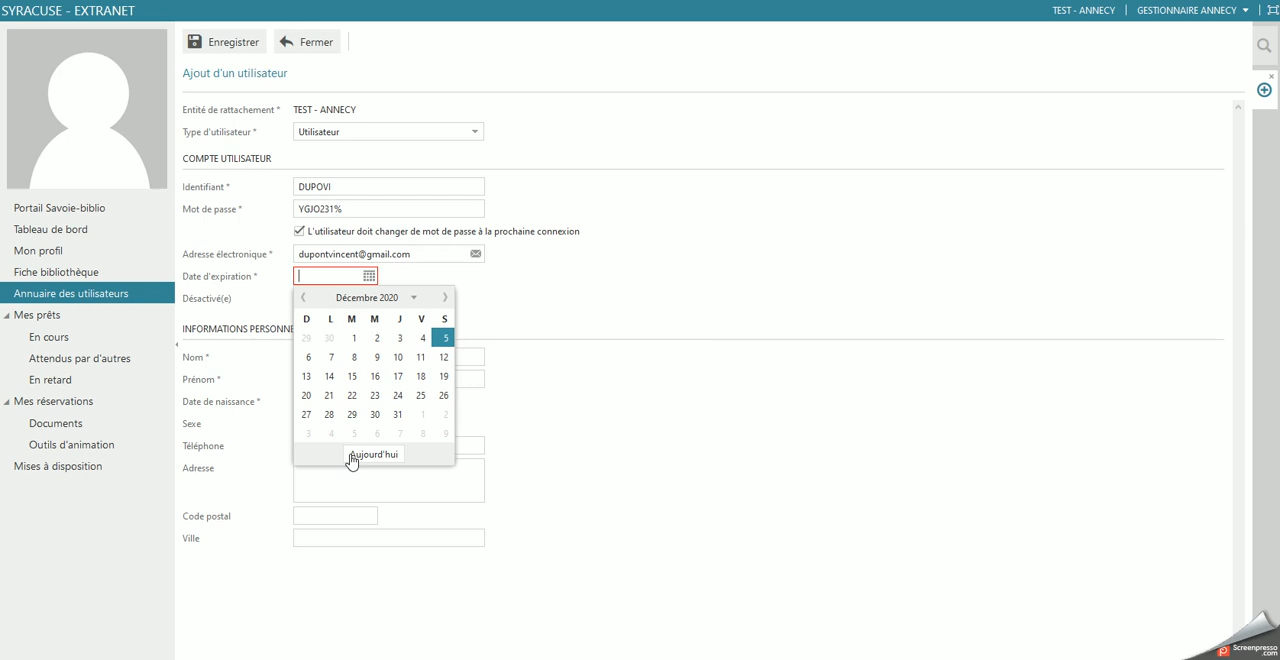 SYRACUSE - EXTRANET
TEST - ANNECY
GESTIONNAIRE ANNECY
Enregistrer
Fermer
Ajout d'un utilisateur
Entité de rattachement * TEST - ANNECY
Type d'utilisateur * Utilisateur
COMPTE UTILISATEUR
Identifiant * DUPOVI
Mot de passe * YGJO231%
L'utilisateur doit changer de mot de passe à la prochaine connexion
Adresse électronique * dupontvincent@gmail.com
Date d'expiration *
Désactivé(e)
Décembre 2020
D L M M J V S
29 30 1 2 3 4 5
6 7 8 9 10 11 12
13 14 15 16 17 18 19
20 21 22 23 24 25 26
27 28 29 30 31 1 2
3 4 5 6 7 8 9
Aujourd'hui
INFORMATIONS PERSONNE
Nom *
Prénom *
Date de naissance *
Sexe
Téléphone
Adresse
Code postal
Ville
Portail Savoie-biblio
Tableau de bord
Mon profil
Fiche bibliothèque
Annuaire des utilisateurs
Mes prêts
En cours
Attendus par d'autres
En retard
Mes réservations
Documents
Outils d'animation
Mises à disposition
Screenpresso
.com